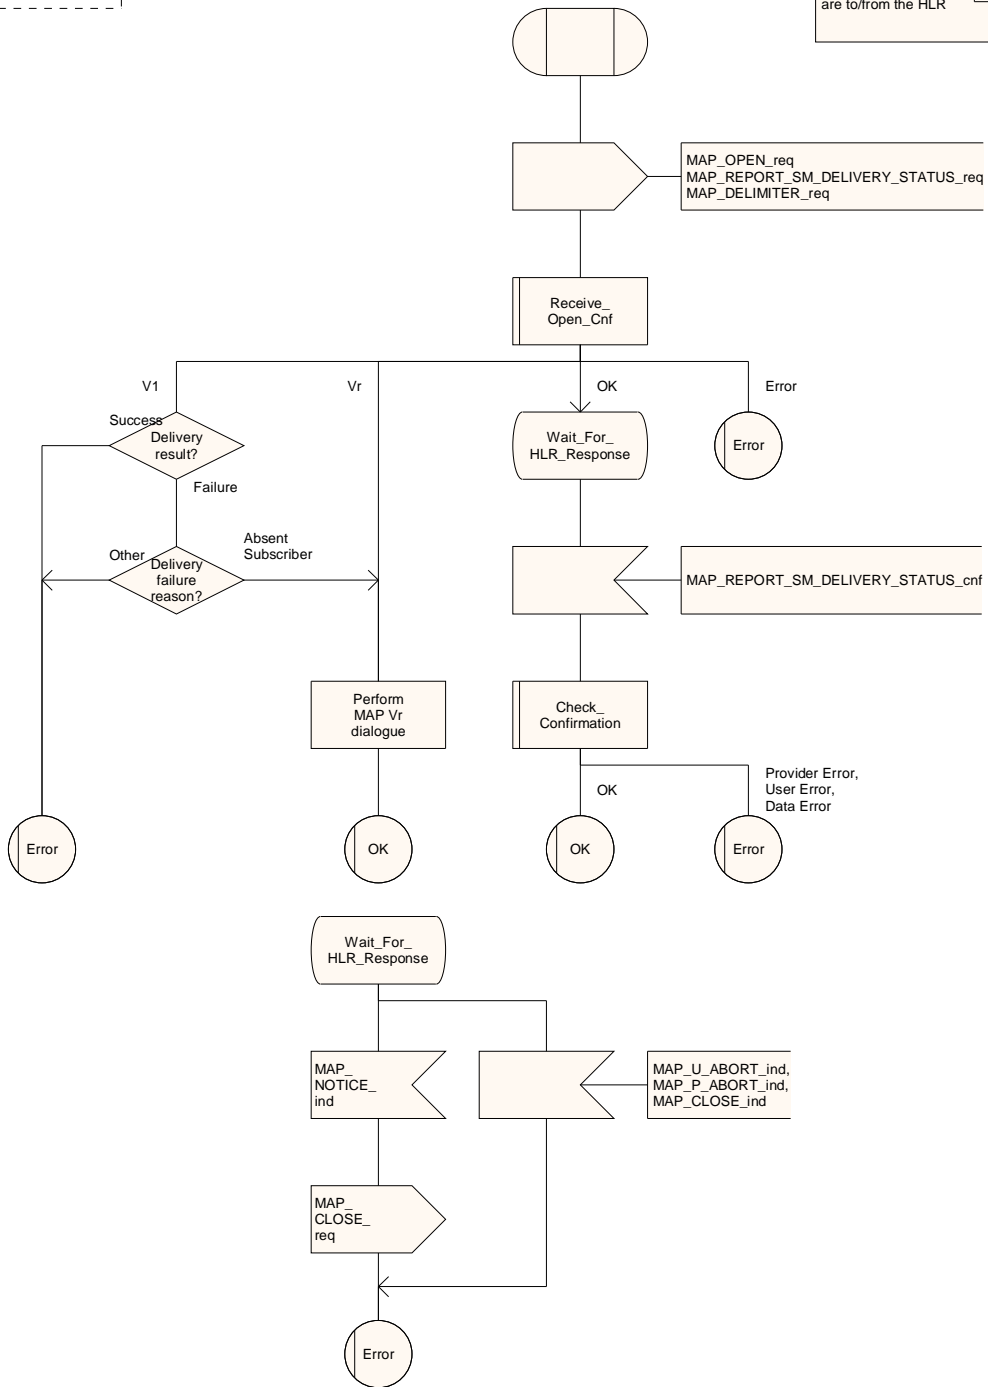 are to/from the HLR
MAP_OPEN_req
MAP_REPORT_SM_DELIVERY_STATUS_req
MAP_DELIMITER_req
Receive_
Open_Cnf
V1
Vr
OK
Error
Success
Delivery
result?
Wait_For_
HLR_Response
Error
Failure
Other
Absent
Subscriber
Delivery
failure
reason?
MAP_REPORT_SM_DELIVERY_STATUS_cnf
Perform
MAP Vr
dialogue
Check_
Confirmation
OK
Provider Error,
User Error,
Data Error
Error
OK
OK
Error
Wait_For_
HLR_Response
MAP_
NOTICE_
ind
MAP_U_ABORT_ind,
MAP_P_ABORT_ind,
MAP_CLOSE_ind
MAP_
CLOSE_
req
Error